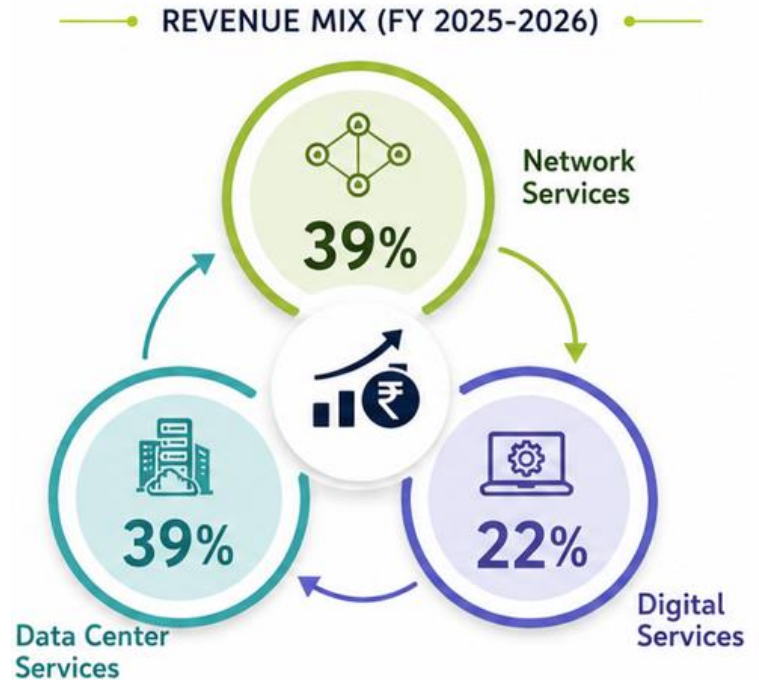 REVENUE MIX (FY 2025-2026)
39%
Network
Services
₹
39%
22%
Data Center
Services
Digital
Services